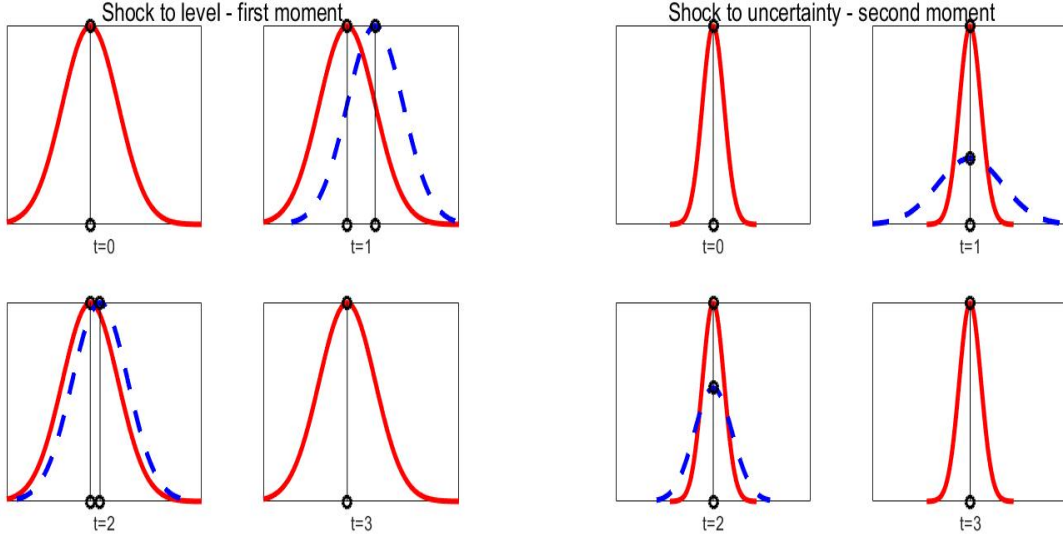 Shock to level - first moment
Shock to uncertainty - second moment
t=0
t=1
t=0
t=1
t=2
t=3
t=2
t=3